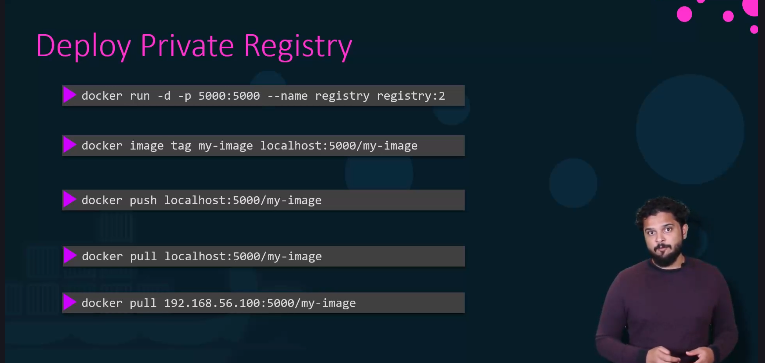 Deploy Private Registry
docker run -d -p 5000:5000 --name registry registry:2
docker image tag my-image localhost:5000/my-image
docker push localhost:5000/my-image
docker pull localhost:5000/my-image
docker pull 192.168.56.100:5000/my-image